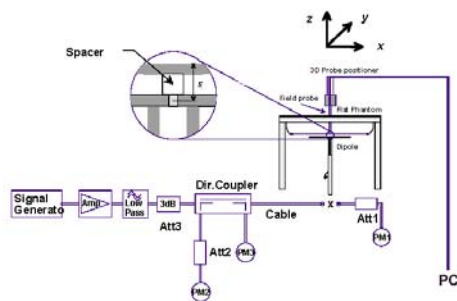 z
y
x
Spacer
s
3D Probe positioner
Field probe
Flat Phantom
Dipole
Dir.Coupler
Signal
Generato
Amp
Low
Pass
3dB
Att3
Cable
x
Att1
PM1
Att2
PM3
PM2
PC